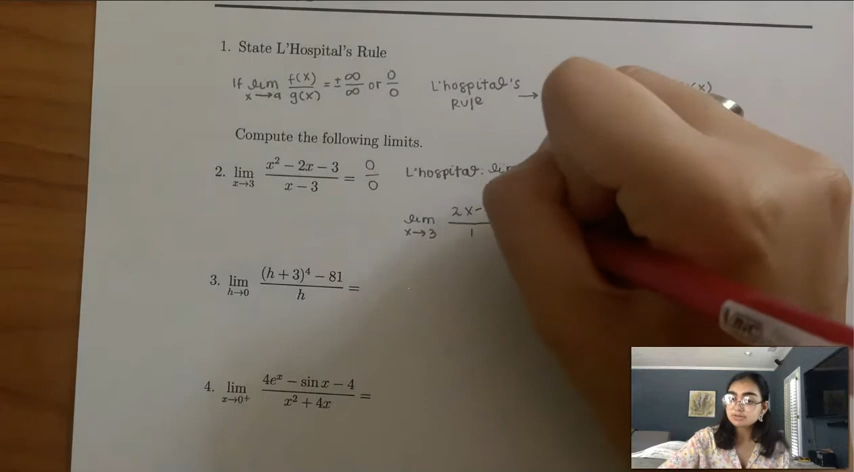 1. State L'Hospital's Rule
If lim x→a f(x)/g(x) = ± ∞/∞ or 0/0 L'hospital's RULE →
Compute the following limits.
2. lim x→3 (x² − 2x − 3)/(x − 3) = 0/0 L'hospital:
lim x→3 2x-/1
3. lim h→0 ((h + 3)⁴ − 81)/h =
4. lim x→0⁺ (4eˣ − sin x − 4)/(x² + 4x) =